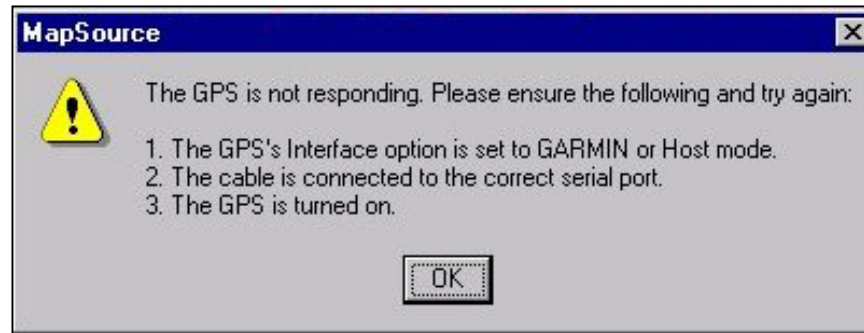 MapSource
The GPS is not responding. Please ensure the following and try again:
1. The GPS's Interface option is set to GARMIN or Host mode.
2. The cable is connected to the correct serial port.
3. The GPS is turned on.
OK